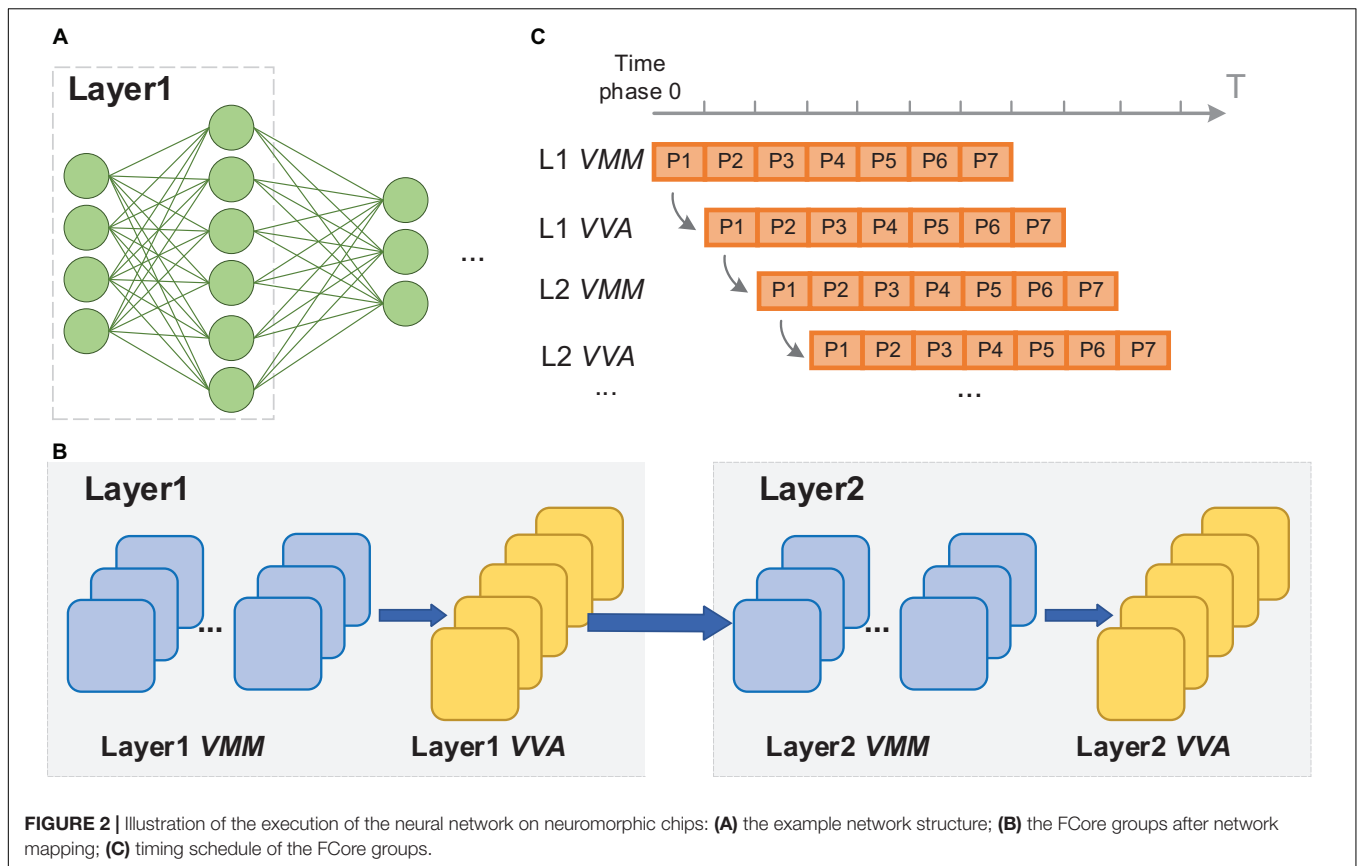 A
Layer1
...
C
Time
phase 0
T
L1 VMM P1 P2 P3 P4 P5 P6 P7
L1 VVA P1 P2 P3 P4 P5 P6 P7
L2 VMM P1 P2 P3 P4 P5 P6 P7
L2 VVA P1 P2 P3 P4 P5 P6 P7
... ...
B
Layer1
...
Layer1 VMM Layer1 VVA
Layer2
...
Layer2 VMM Layer2 VVA
FIGURE 2 | Illustration of the execution of the neural network on neuromorphic chips: (A) the example network structure; (B) the FCore groups after network
mapping; (C) timing schedule of the FCore groups.